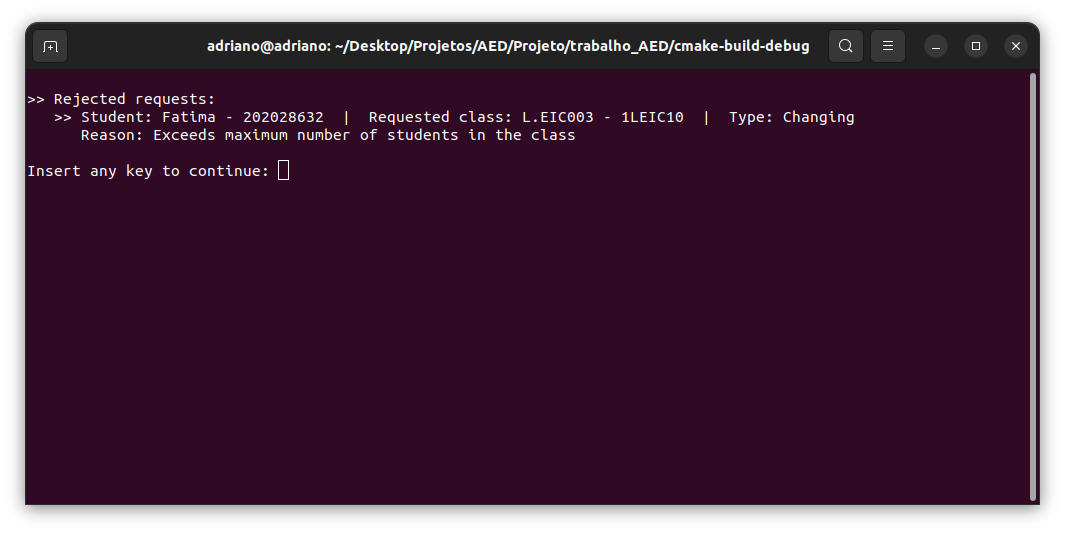 adriano@adriano: ~/Desktop/Projetos/AED/Projeto/trabalho_AED/cmake-build-debug
>> Rejected requests:
   >> Student: Fatima - 202028632  |  Requested class: L.EIC003 - 1LEIC10  |  Type: Changing
      Reason: Exceeds maximum number of students in the class
Insert any key to continue: